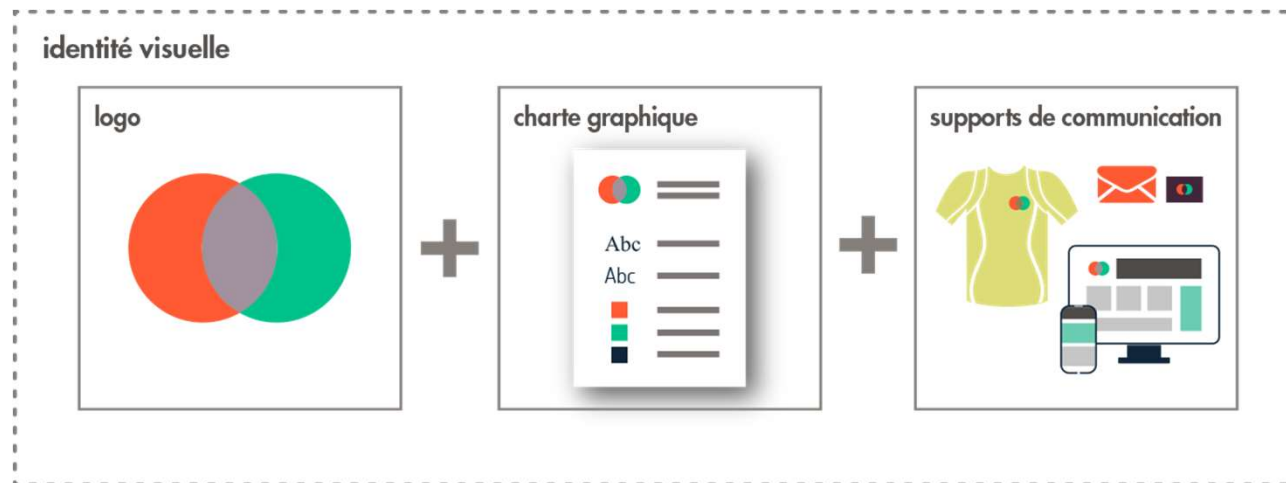 identité visuelle
logo
charte graphique
Abc
Abc
supports de communication